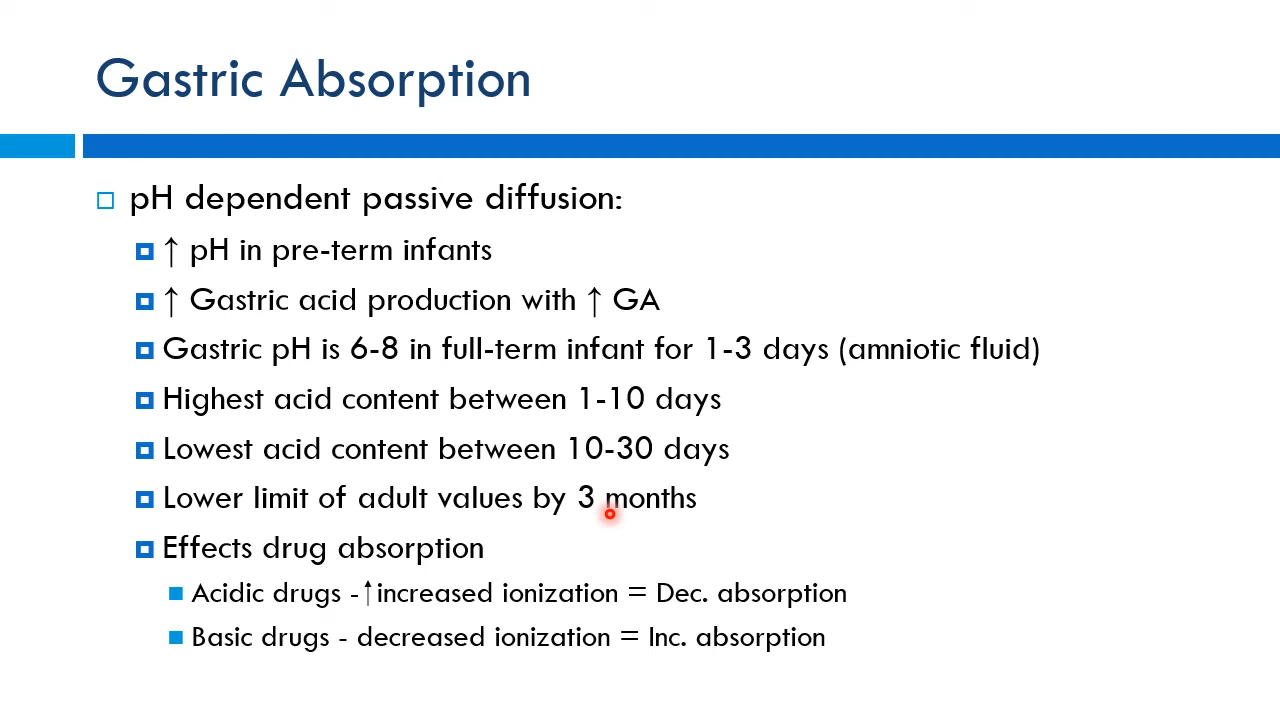 Gastric Absorption
pH dependent passive diffusion:
↑ pH in pre-term infants
↑ Gastric acid production with ↑ GA
Gastric pH is 6-8 in full-term infant for 1-3 days (amniotic fluid)
Highest acid content between 1-10 days
Lowest acid content between 10-30 days
Lower limit of adult values by 3 months
Effects drug absorption
Acidic drugs -↑increased ionization = Dec. absorption
Basic drugs - decreased ionization = Inc. absorption